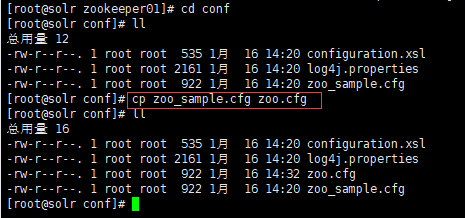 [root@solr zookeeper01]# cd conf
[root@solr conf]# ll
总用量 12
-rw-r--r--. 1 root root  535 1月  16 14:20 configuration.xsl
-rw-r--r--. 1 root root 2161 1月  16 14:20 log4j.properties
-rw-r--r--. 1 root root  922 1月  16 14:20 zoo_sample.cfg
[root@solr conf]# cp zoo_sample.cfg zoo.cfg
[root@solr conf]# ll
总用量 16
-rw-r--r--. 1 root root  535 1月  16 14:20 configuration.xsl
-rw-r--r--. 1 root root 2161 1月  16 14:20 log4j.properties
-rw-r--r--. 1 root root  922 1月  16 14:32 zoo.cfg
-rw-r--r--. 1 root root  922 1月  16 14:20 zoo_sample.cfg
[root@solr conf]#